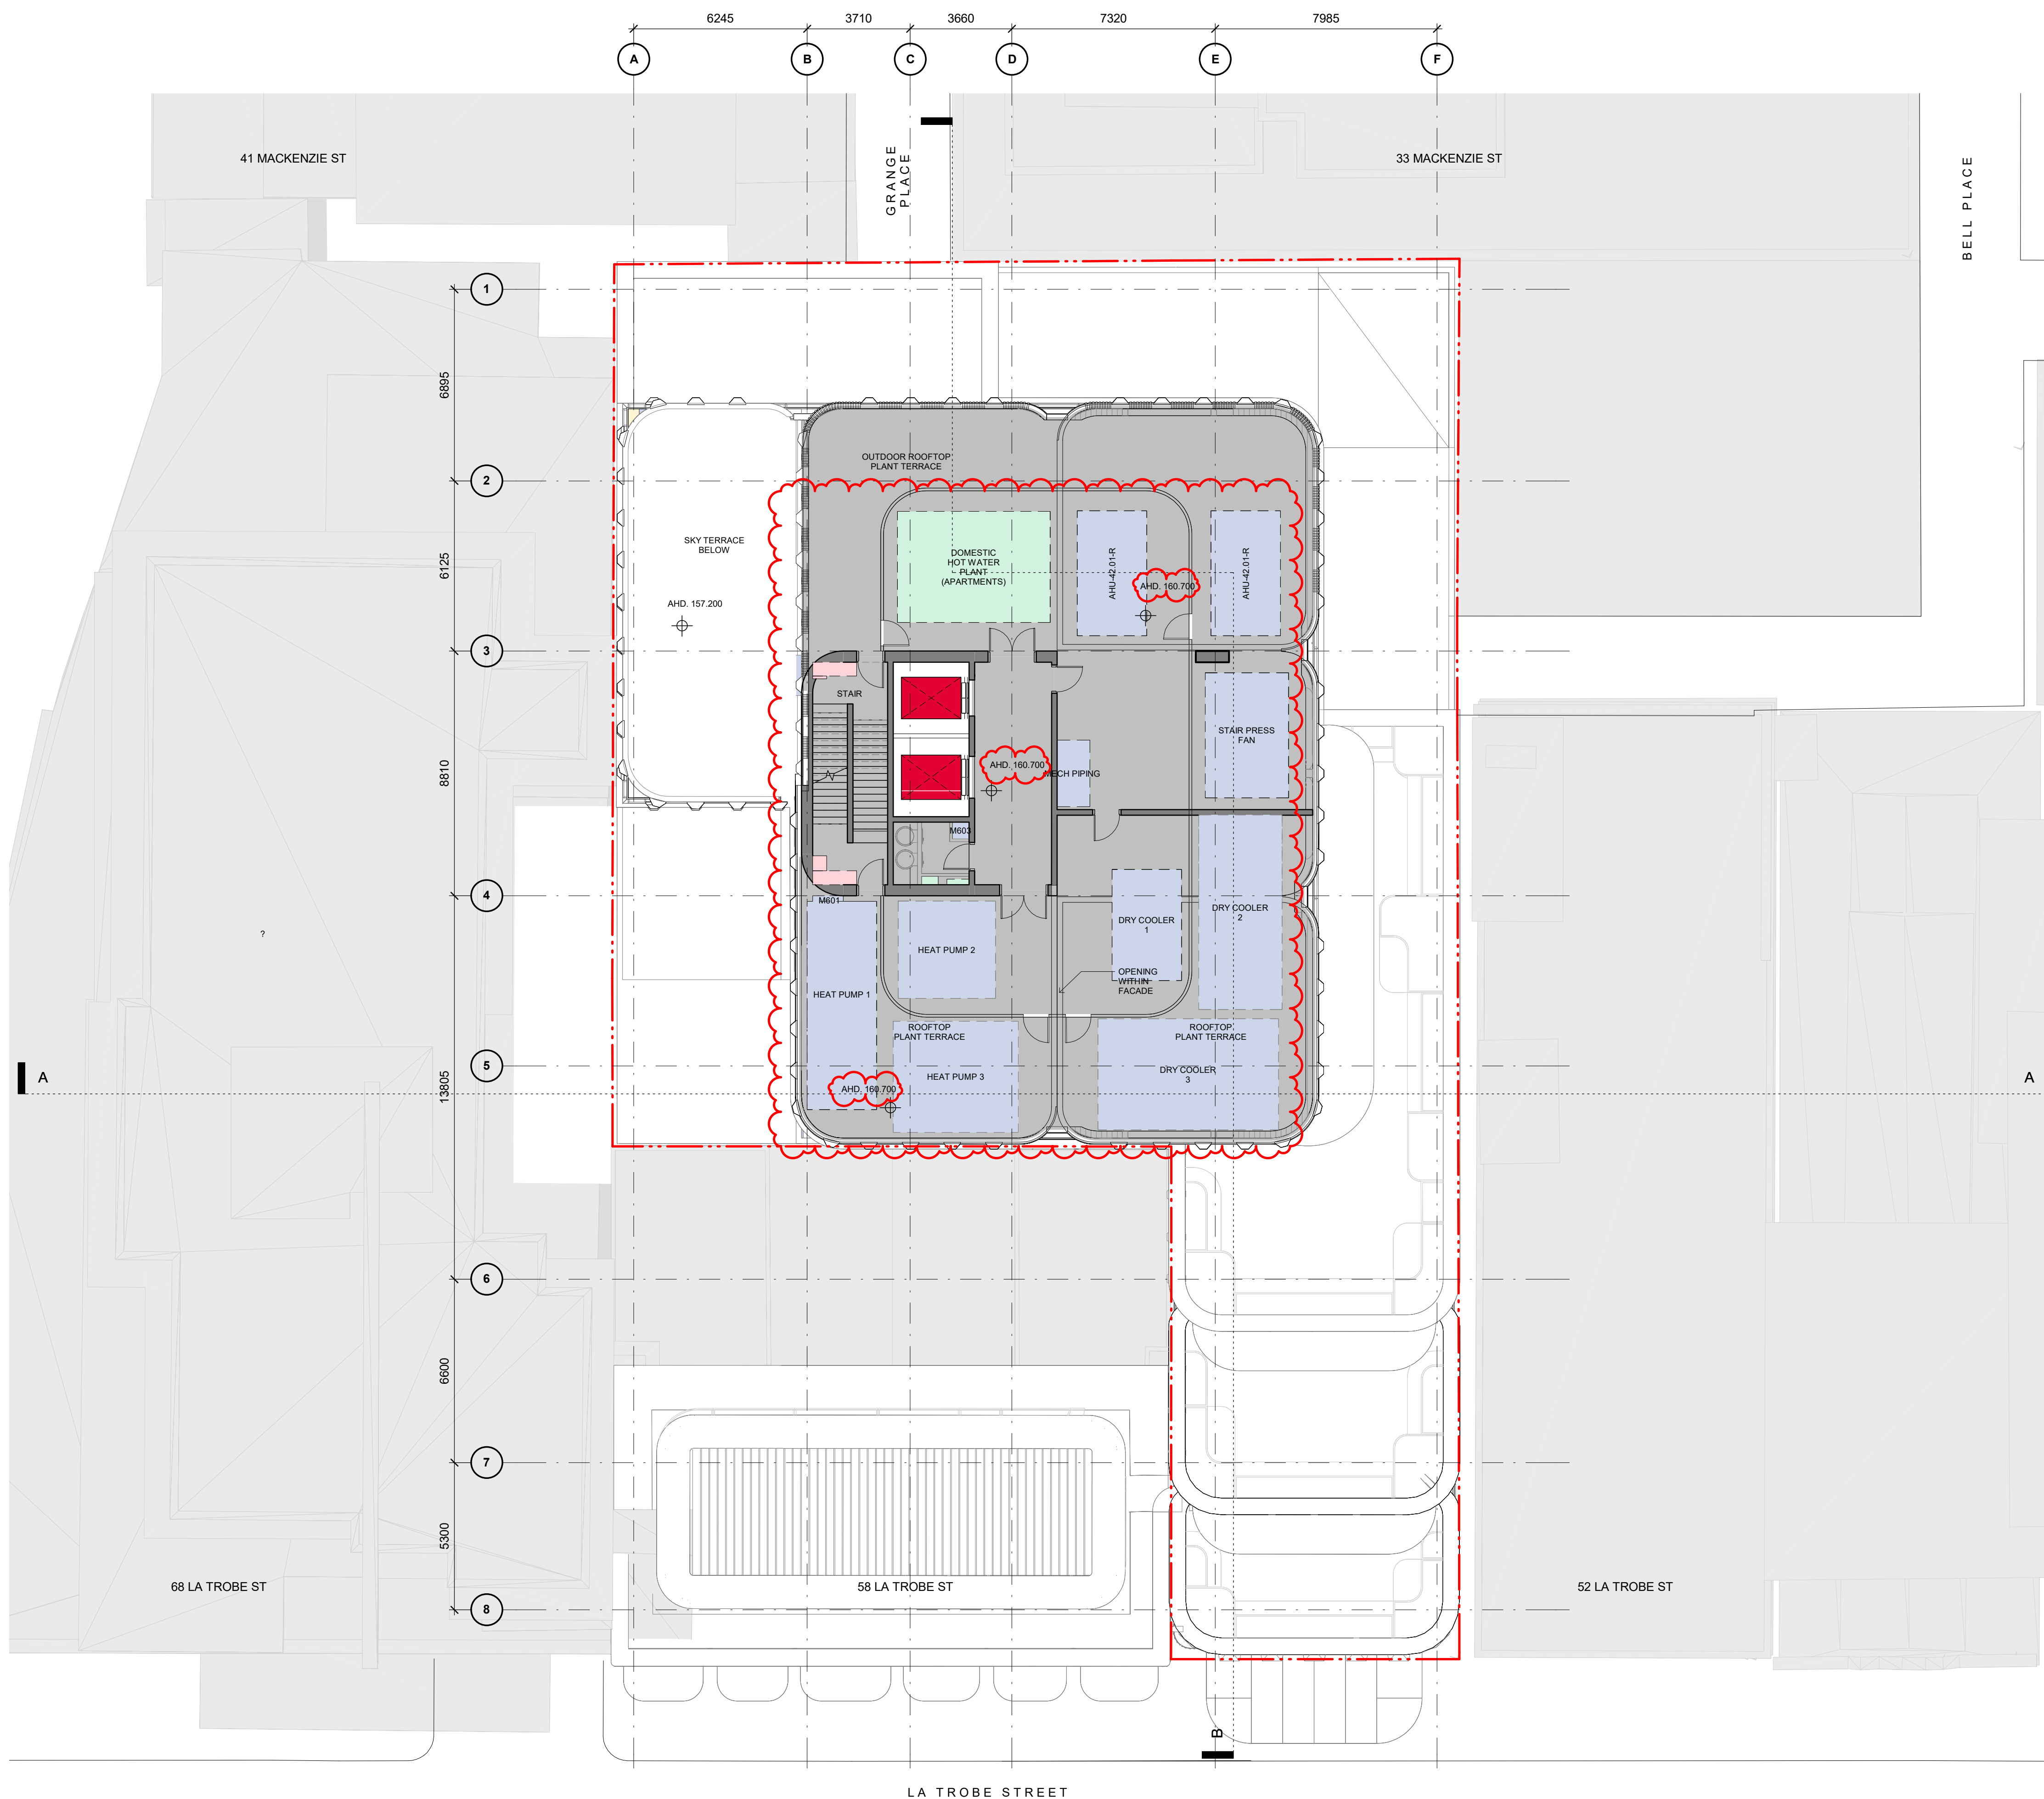 6245
3710
3660
7320
7985
A
B
C
D
E
F
41 MACKENZIE ST
GRANGE
PLACE
33 MACKENZIE ST
BELL PLACE
1
6895
OUTDOOR ROOFTOP
PLANT TERRACE
2
SKY TERRACE
BELOW
6125
DOMESTIC
HOT WATER
PLANT
(APARTMENTS)
AHU-42.01-R
AHD. 160.700
AHU-42.01-R
AHD. 157.200
3
STAIR
STAIR PRESS
FAN
8810
AHD. 160.700
MECH PIPING
M603
4
M601
?
HEAT PUMP 2
DRY COOLER
1
DRY COOLER
2
HEAT PUMP 1
OPENING
WITHIN
FACADE
ROOFTOP
PLANT TERRACE
ROOFTOP
PLANT TERRACE
5
A
13805
HEAT PUMP 3
DRY COOLER
3
AHD. 160.700
A
6
6600
7
5300
68 LA TROBE ST
58 LA TROBE ST
52 LA TROBE ST
8
B
LA TROBE STREET